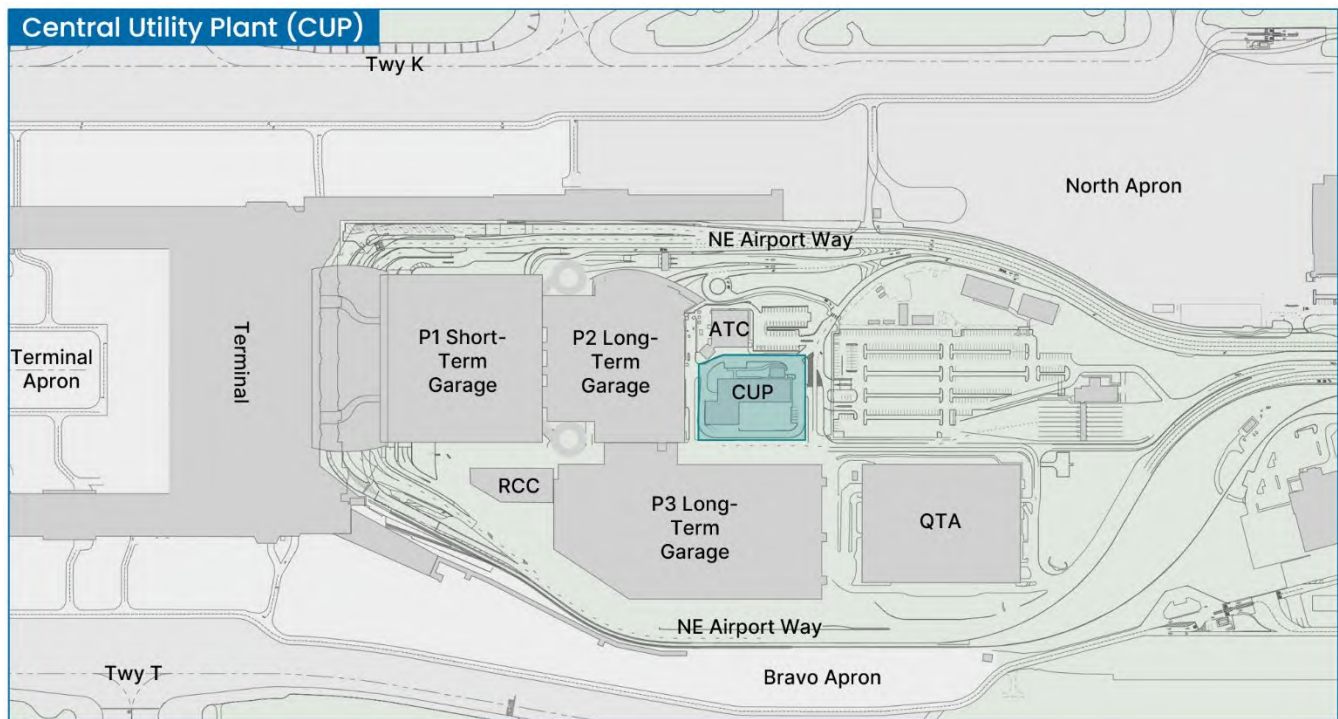 Central Utility Plant (CUP)
Twy K
North Apron
NE Airport Way
Terminal
Apron
Terminal
P1 Short-
Term
Garage
P2 Long-
Term
Garage
ATC
CUP
RCC
P3 Long-
Term
Garage
QTA
NE Airport Way
Twy T
Bravo Apron